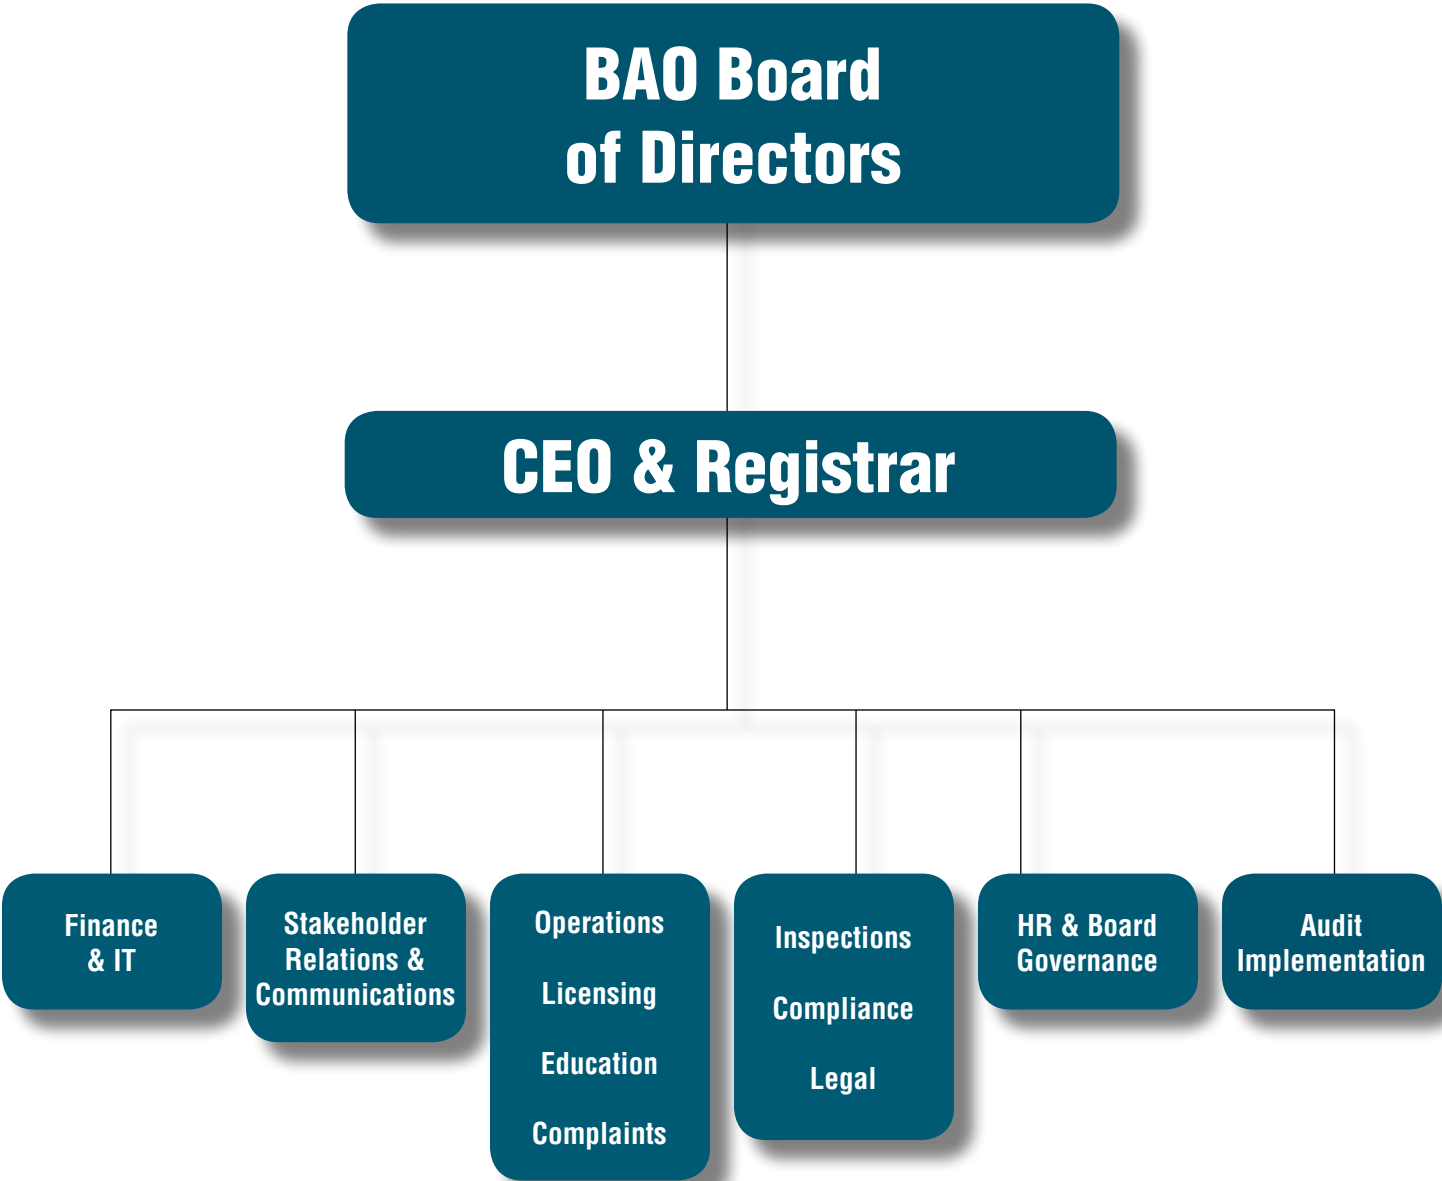 BAO Board
of Directors
CEO & Registrar
Finance
& IT
Stakeholder
Relations &
Communications
Operations
Licensing
Education
Complaints
Inspections
Compliance
Legal
HR & Board
Governance
Audit
Implementation